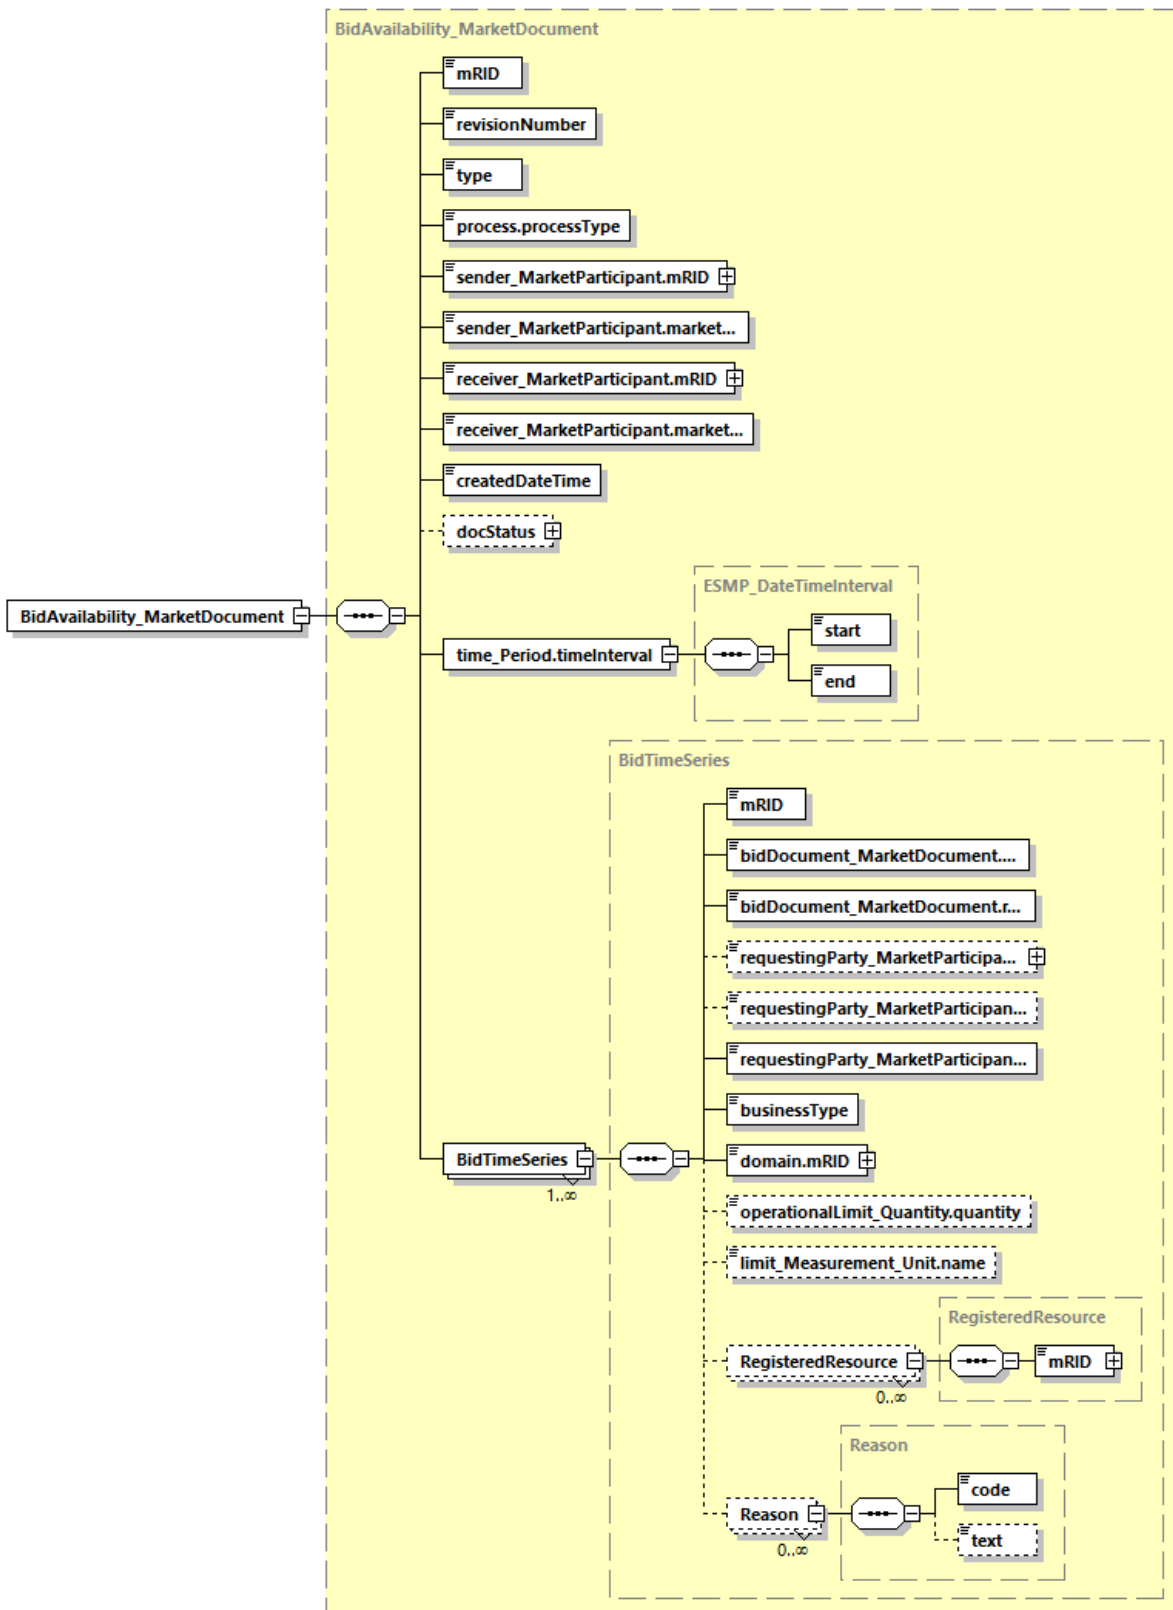 BidAvailability_MarketDocument
mRID
revisionNumber
type
process.processType
sender_MarketParticipant.mRID
sender_MarketParticipant.market...
receiver_MarketParticipant.mRID
receiver_MarketParticipant.market...
createdDateTime
docStatus
BidAvailability_MarketDocument
time_Period.timeInterval
ESMP_DateTimeInterval
start
end
BidTimeSeries
1..∞
BidTimeSeries
mRID
bidDocument_MarketDocument....
bidDocument_MarketDocument.r...
requestingParty_MarketParticipa...
requestingParty_MarketParticipan...
requestingParty_MarketParticipan...
businessType
domain.mRID
operationalLimit_Quantity.quantity
limit_Measurement_Unit.name
RegisteredResource
0..∞
RegisteredResource
mRID
Reason
0..∞
Reason
code
text